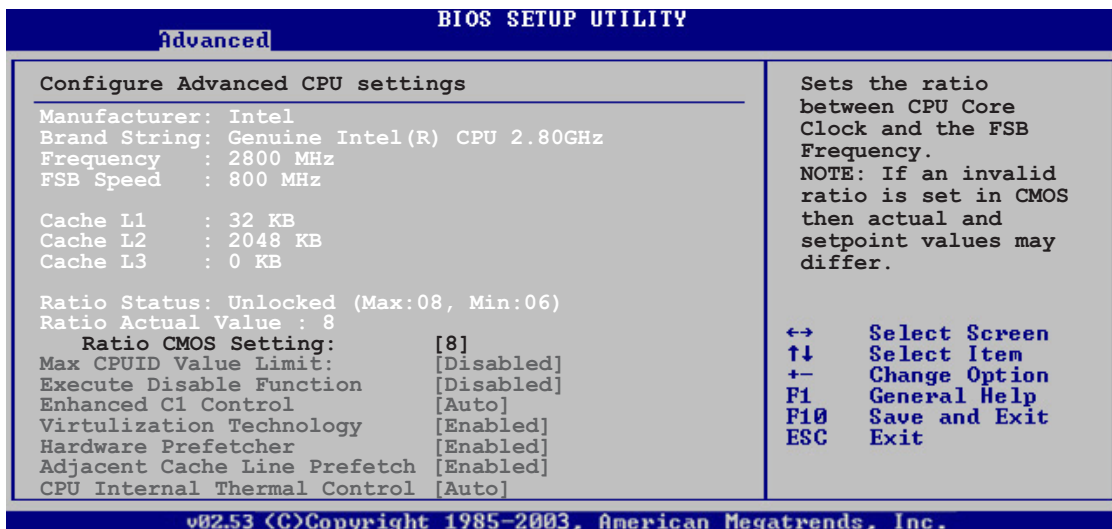 BIOS SETUP UTILITY
Advanced
Configure Advanced CPU settings
Manufacturer: Intel
Brand String: Genuine Intel(R) CPU 2.80GHz
Frequency : 2800 MHz
FSB Speed : 800 MHz
Cache L1 : 32 KB
Cache L2 : 2048 KB
Cache L3 : 0 KB
Ratio Status: Unlocked (Max:08, Min:06)
Ratio Actual Value : 8
Ratio CMOS Setting: [8]
Max CPUID Value Limit: [Disabled]
Execute Disable Function [Disabled]
Enhanced C1 Control [Auto]
Virtulization Technology [Enabled]
Hardware Prefetcher [Enabled]
Adjacent Cache Line Prefetch [Enabled]
CPU Internal Thermal Control [Auto]
Sets the ratio
between CPU Core
Clock and the FSB
Frequency.
NOTE: If an invalid
ratio is set in CMOS
then actual and
setpoint values may
differ.
←→ Select Screen
↑↓ Select Item
+- Change Option
F1 General Help
F10 Save and Exit
ESC Exit
v02.53 (C)Copyright 1985-2003, American Megatrends, Inc.